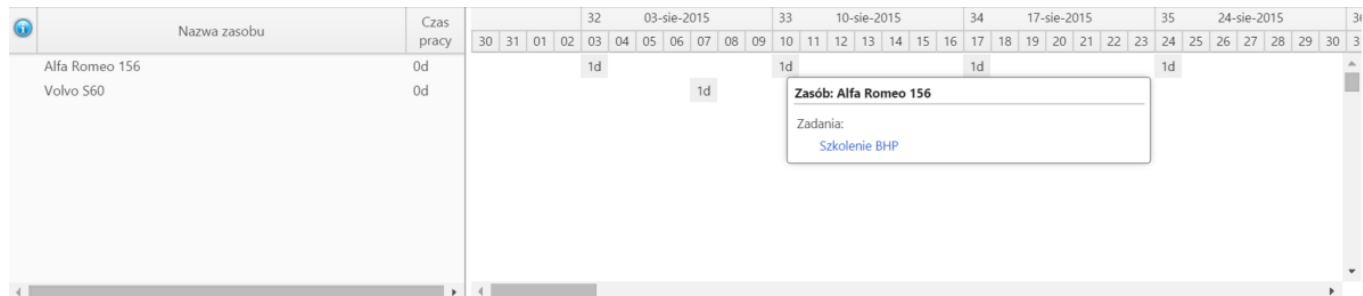 Nazwa zasobu
Czas pracy
32 03-sie-2015 33 10-sie-2015 34 17-sie-2015 35 24-sie-2015
30 31 01 02 03 04 05 06 07 08 09 10 11 12 13 14 15 16 17 18 19 20 21 22 23 24 25 26 27 28 29 30
Alfa Romeo 156 0d 1d 1d 1d 1d
Volvo S60 0d 1d
Zasób: Alfa Romeo 156
Zadania:
Szkolenie BHP